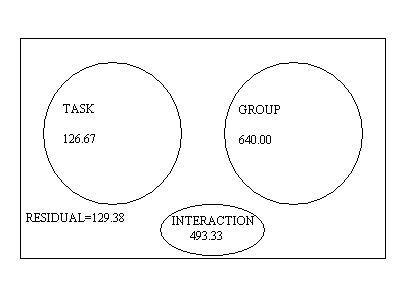 TASK
126.67
GROUP
640.00
RESIDUAL=129.38
INTERACTION
493.33